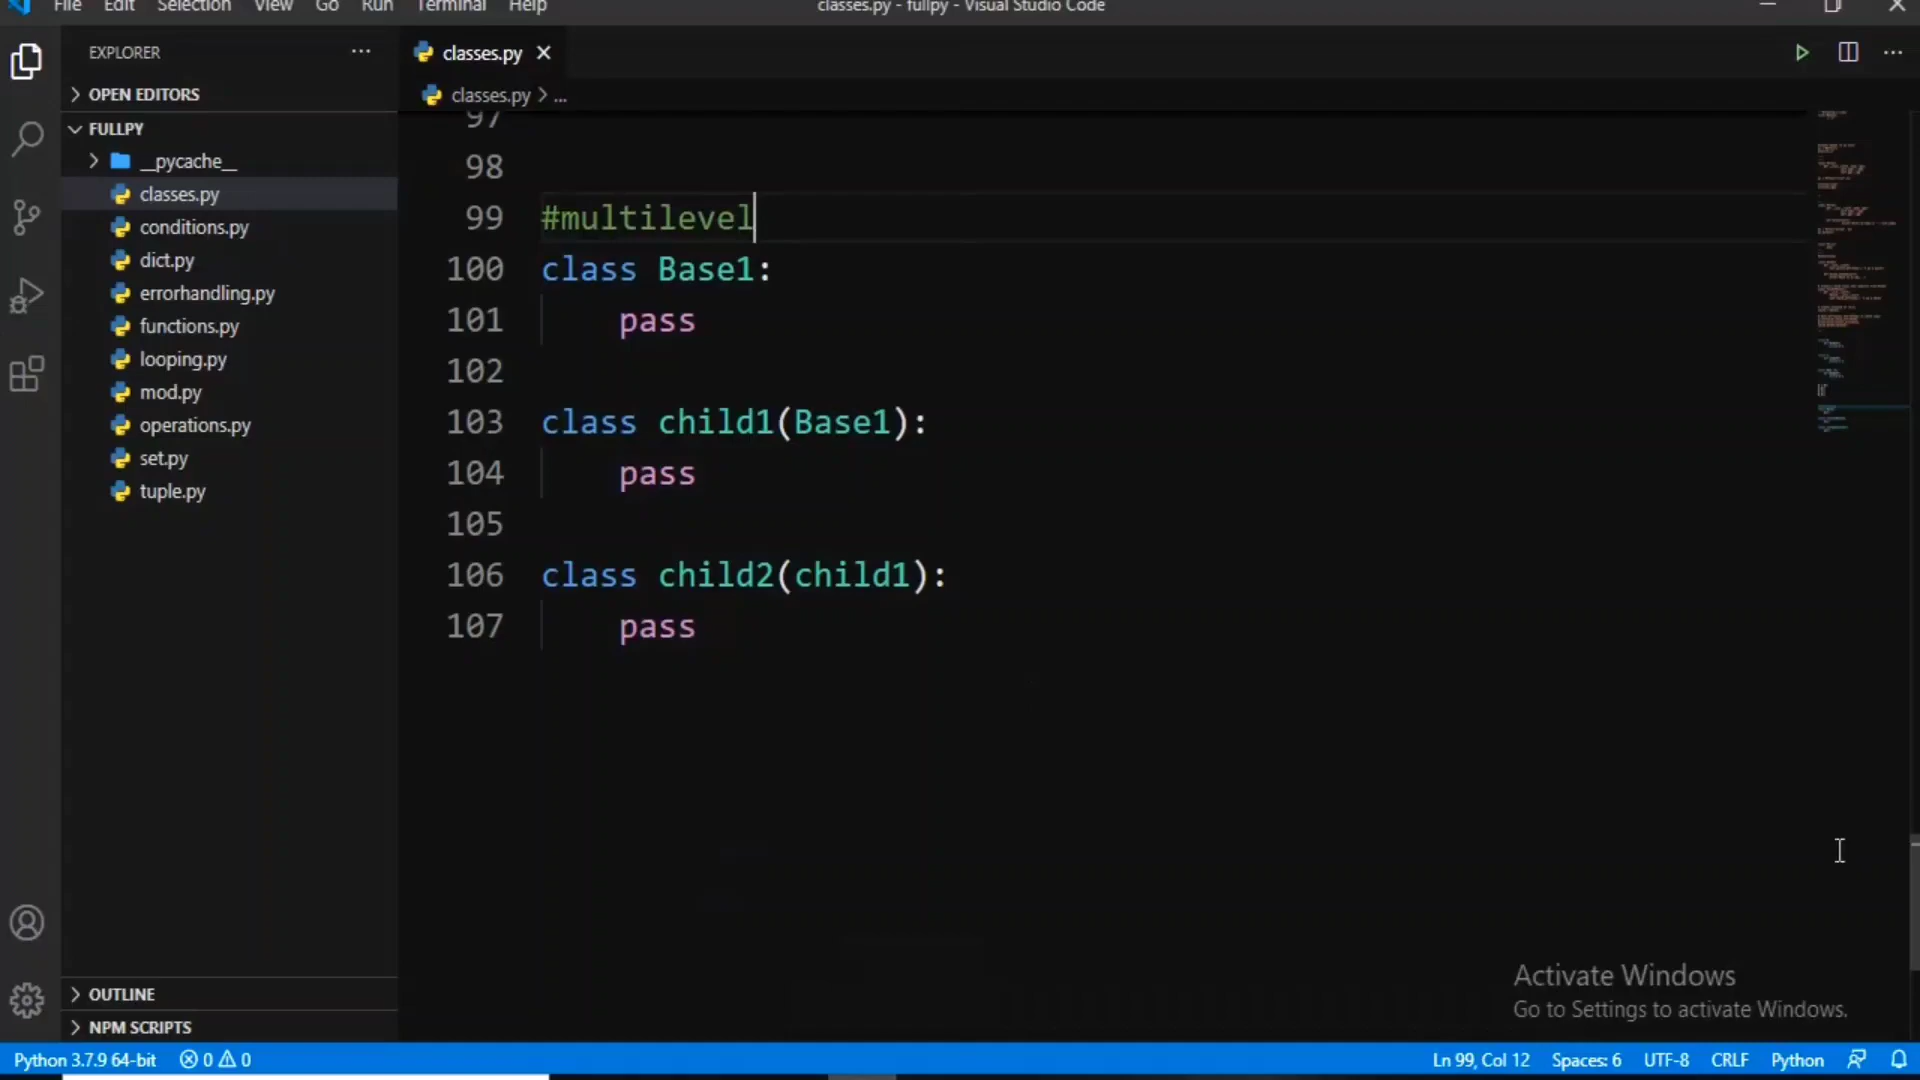 File Edit Selection View Go Run Terminal Help
classes.py - fullpy - Visual Studio Code
EXPLORER
OPEN EDITORS
FULLPY
__pycache__
classes.py
conditions.py
dict.py
errorhandling.py
functions.py
looping.py
mod.py
operations.py
set.py
tuple.py
OUTLINE
NPM SCRIPTS
classes.py
classes.py > ...
97
98
99 #multilevel
100 class Base1:
101 pass
102
103 class child1(Base1):
104 pass
105
106 class child2(child1):
107 pass
Activate Windows
Go to Settings to activate Windows.
Python 3.7.9 64-bit 0 0 Ln 99, Col 12 Spaces: 6 UTF-8 CRLF Python